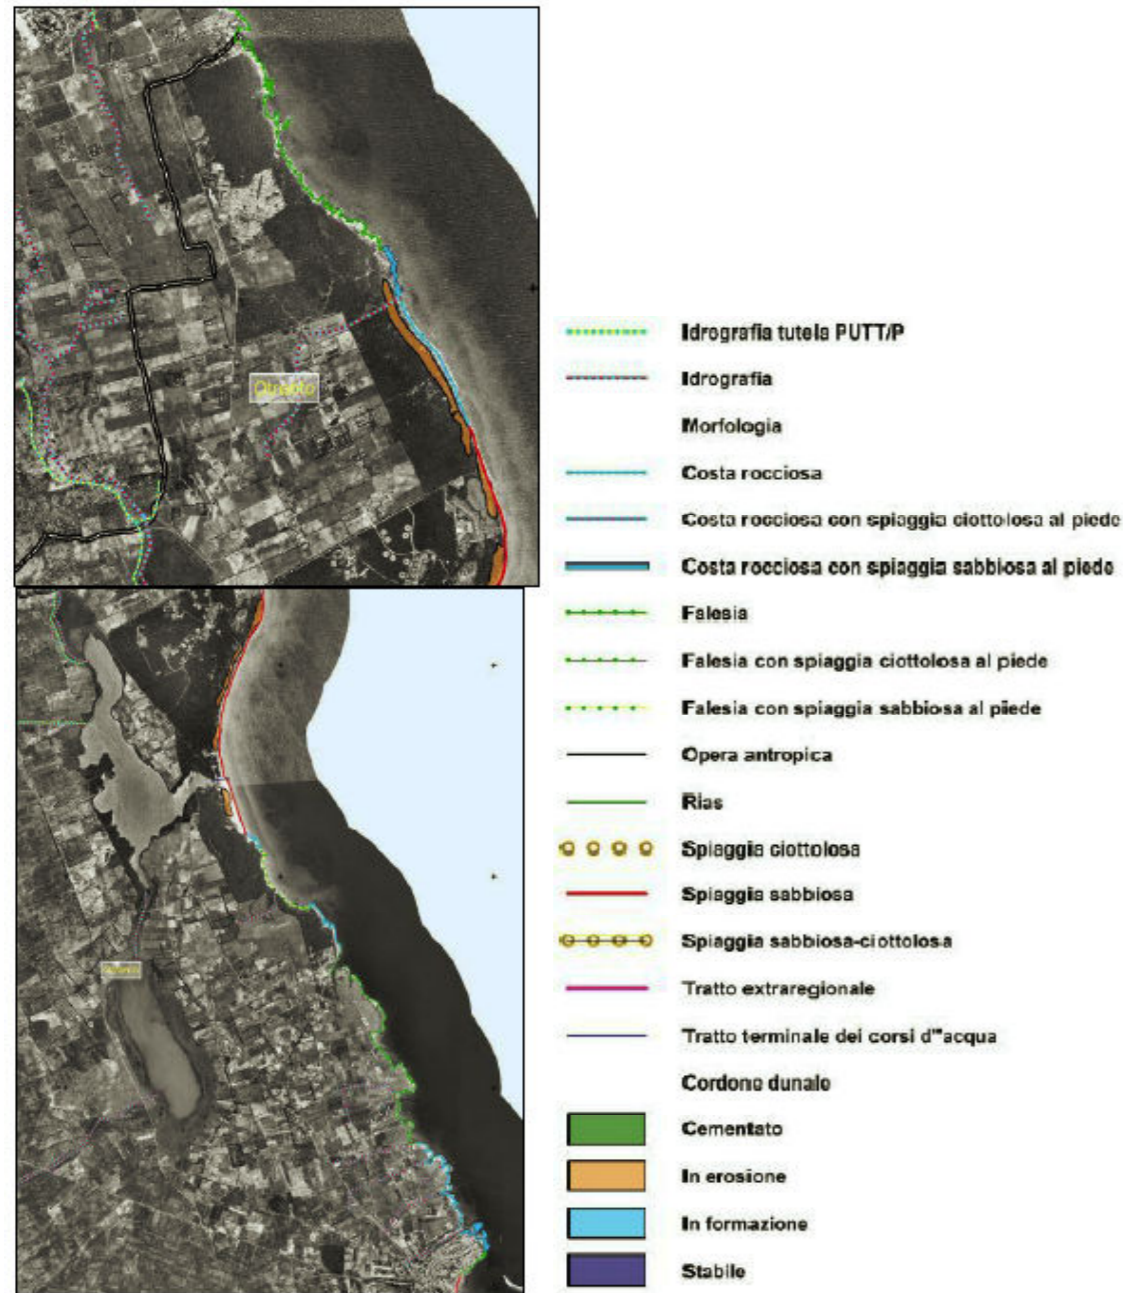 Otranto
Idrografia tutela PUTT/P
Idrografia
Morfologia
Costa rocciosa
Costa rocciosa con spiaggia ciottolosa al piede
Costa rocciosa con spiaggia sabbiosa al piede
Falesia
Falesia con spiaggia ciottolosa al piede
Falesia con spiaggia sabbiosa al piede
Opera antropica
Rias
Spiaggia ciottolosa
Spiaggia sabbiosa
Spiaggia sabbiosa-ciottolosa
Tratto extraregionale
Tratto terminale dei corsi d'"acqua
Cordone dunale
Cementato
In erosione
In formazione
Stabile